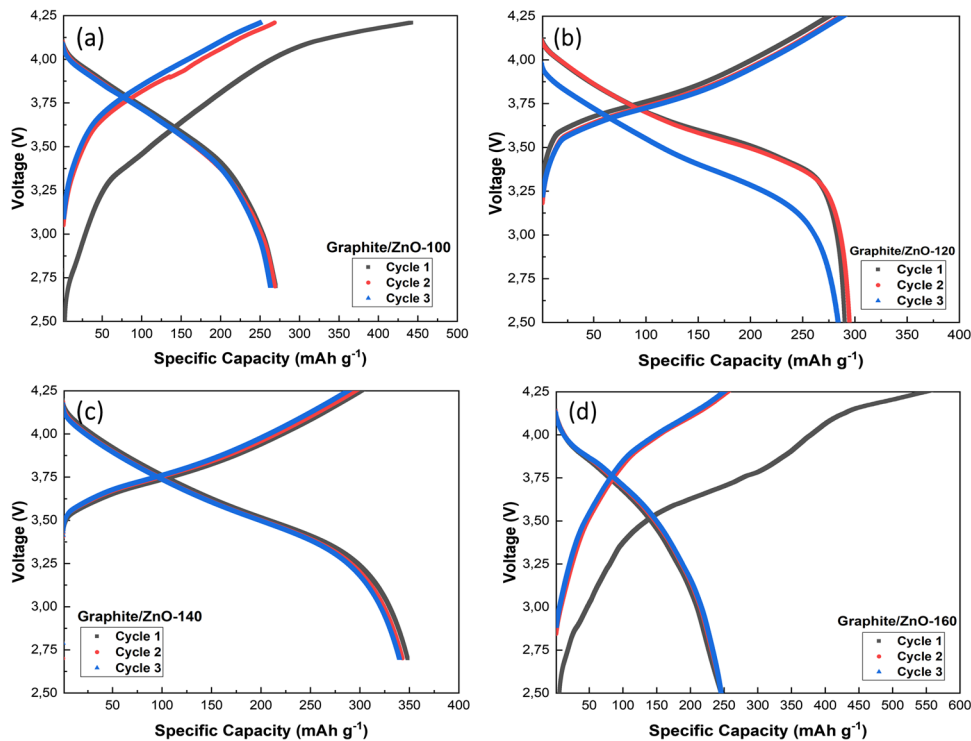 (a)
4,25
4,00
3,75
3,50
3,25
3,00
2,75
2,50
Voltage (V)
Graphite/ZnO-100
Cycle 1
Cycle 2
Cycle 3
50 100 150 200 250 300 350 400 450 500
Specific Capacity (mAh g⁻¹)
(b)
4,25
4,00
3,75
3,50
3,25
3,00
2,75
2,50
Voltage (V)
Graphite/ZnO-120
Cycle 1
Cycle 2
Cycle 3
50 100 150 200 250 300 350 400
Specific Capacity (mAh g⁻¹)
(c)
4,25
4,00
3,75
3,50
3,25
3,00
2,75
2,50
Voltage (V)
Graphite/ZnO-140
Cycle 1
Cycle 2
Cycle 3
50 100 150 200 250 300 350 400
Specific Capacity (mAh g⁻¹)
(d)
4,25
4,00
3,75
3,50
3,25
3,00
2,75
2,50
Voltage (V)
Graphite/ZnO-160
Cycle 1
Cycle 2
Cycle 3
50 100 150 200 250 300 350 400 450 500 550 600
Specific Capacity (mAh g⁻¹)